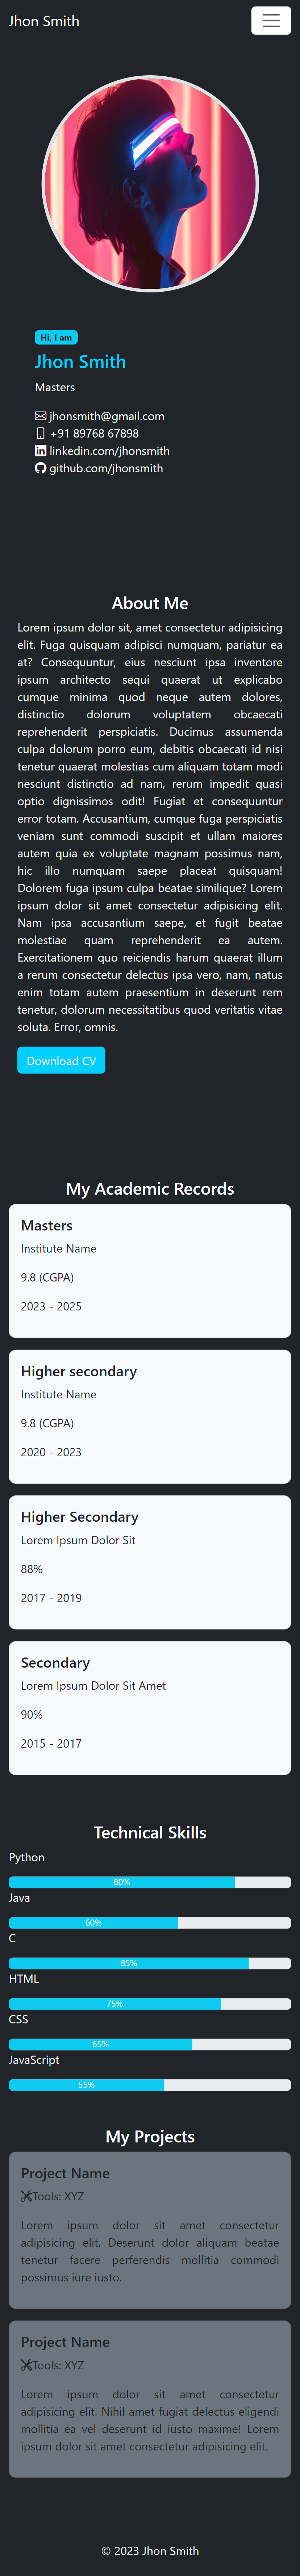 Jhon Smith
Hi, I am
Jhon Smith
Masters
jhonsmith@gmail.com
+91 89768 67898
linkedin.com/jhonsmith
github.com/jhonsmith
About Me
Lorem ipsum dolor sit, amet consectetur adipisicing
elit. Fuga quisquam adipisci numquam, pariatur ea
at? Consequuntur, eius nesciunt ipsa inventore
ipsum architecto sequi quaerat ut explicabo
cumque minima quod neque autem dolores,
distinctio dolorum voluptatem obcaecati
reprehenderit perspiciatis. Ducimus assumenda
culpa dolorum porro eum, debitis obcaecati id nisi
tenetur quaerat molestias cum aliquam totam modi
nesciunt distinctio ad nam, rerum impedit quasi
optio dignissimos odit! Fugiat et consequuntur
error totam. Accusantium, cumque fuga perspiciatis
veniam sunt commodi suscipit et ullam maiores
autem quia ex voluptate magnam possimus nam,
hic illo numquam saepe placeat quisquam!
Dolorem fuga ipsum culpa beatae similique? Lorem
ipsum dolor sit amet consectetur adipisicing elit.
Nam ipsa accusantium saepe, et fugit beatae
molestiae quam reprehenderit ea autem.
Exercitationem quo reiciendis harum quaerat illum
a rerum consectetur delectus ipsa vero, nam, natus
enim totam autem praesentium in deserunt rem
tenetur, dolorum necessitatibus quod veritatis vitae
soluta. Error, omnis.
Download CV
My Academic Records
Masters
Institute Name
9.8 (CGPA)
2023 - 2025
Higher secondary
Institute Name
9.8 (CGPA)
2020 - 2023
Higher Secondary
Lorem Ipsum Dolor Sit
88%
2017 - 2019
Secondary
Lorem Ipsum Dolor Sit Amet
90%
2015 - 2017
Technical Skills
Python
80%
Java
60%
C
85%
HTML
75%
CSS
65%
JavaScript
55%
My Projects
Project Name
Tools: XYZ
Lorem ipsum dolor sit amet consectetur
adipisicing elit. Deserunt dolor aliquam beatae
tenetur facere perferendis mollitia commodi
possimus iure iusto.
Project Name
Tools: XYZ
Lorem ipsum dolor sit amet consectetur
adipisicing elit. Nihil amet fugiat delectus eligendi
mollitia ea vel deserunt id iusto maxime! Lorem
ipsum dolor sit amet consectetur adipisicing elit.
© 2023 Jhon Smith